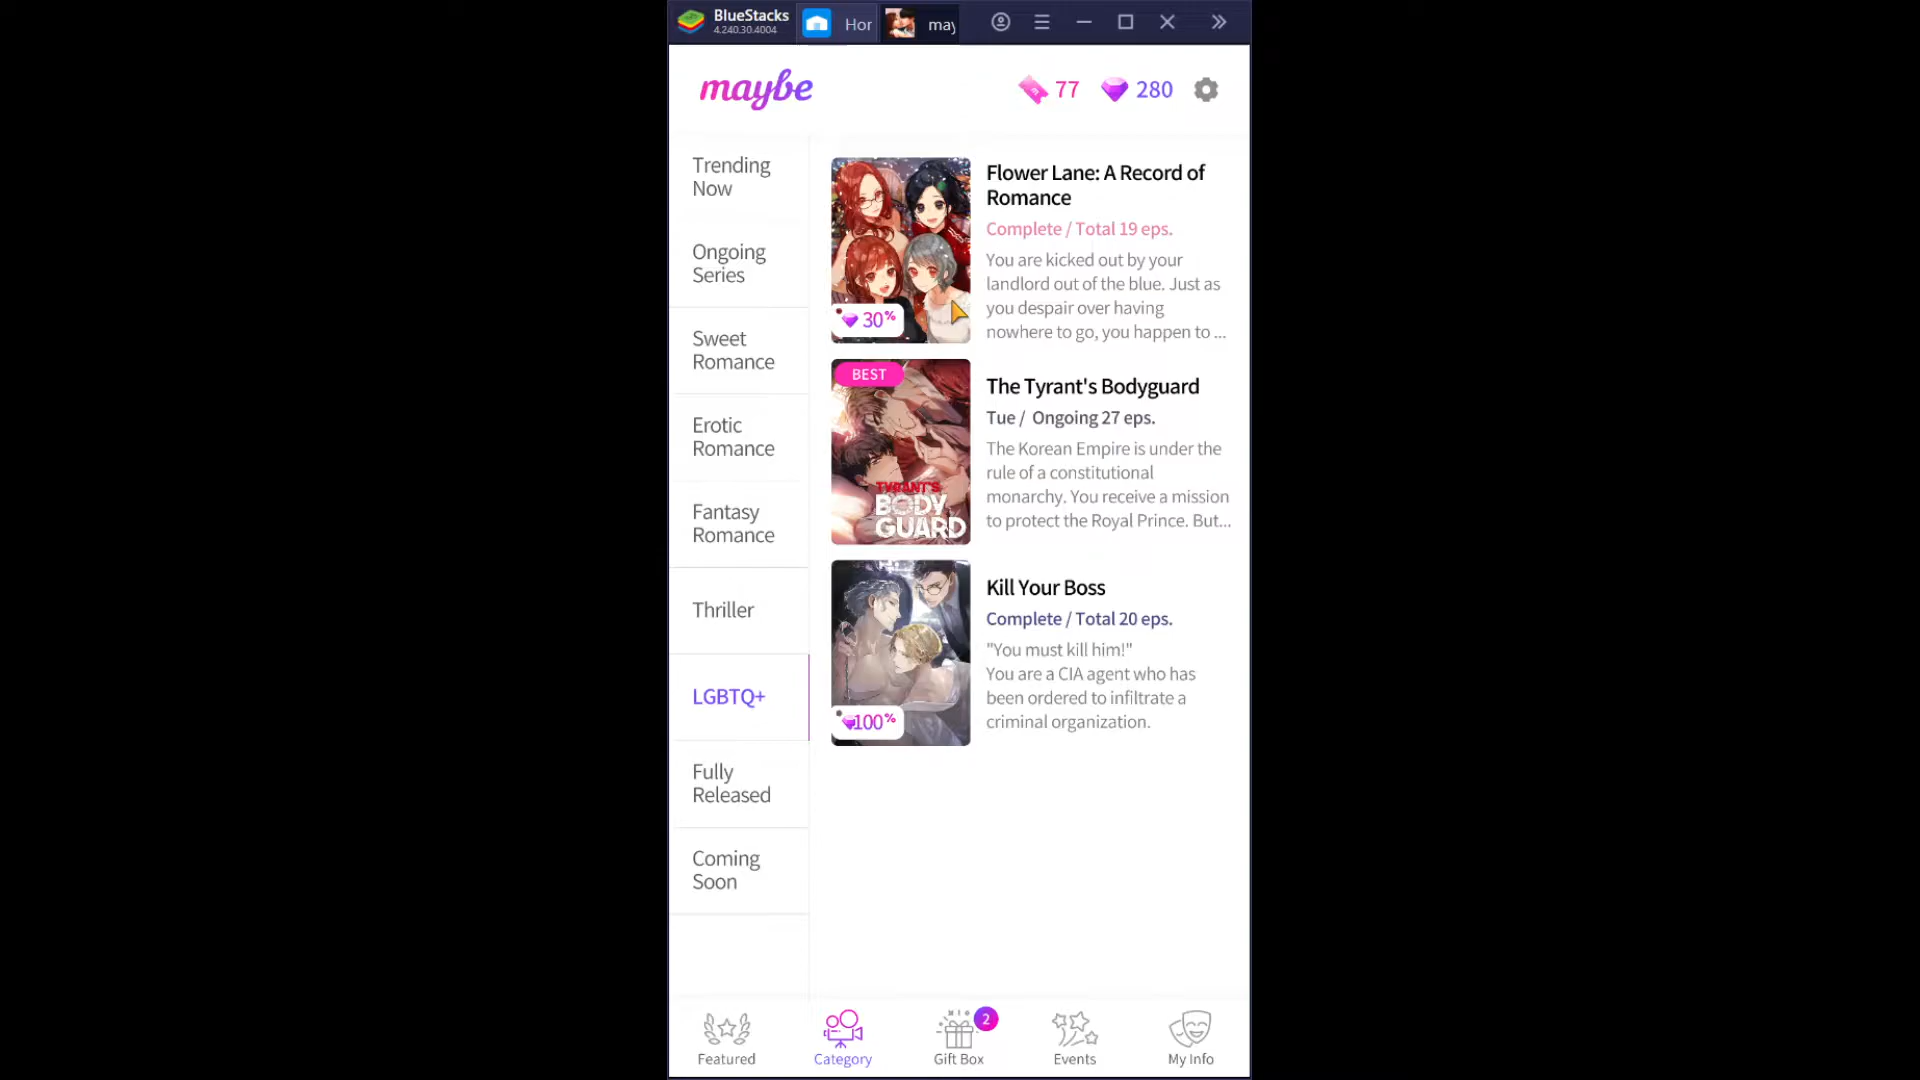 BlueStacks
4.240.30.4004
Hor
may
maybe
77
280
Trending
Now
Ongoing
Series
Sweet
Romance
Erotic
Romance
Fantasy
Romance
Thriller
LGBTQ+
Fully
Released
Coming
Soon
30%
Flower Lane: A Record of
Romance
Complete / Total 19 eps.
You are kicked out by your
landlord out of the blue. Just as
you despair over having
nowhere to go, you happen to ...
BEST
TYRANT'S
BODY
GUARD
The Tyrant's Bodyguard
Tue / Ongoing 27 eps.
The Korean Empire is under the
rule of a constitutional
monarchy. You receive a mission
to protect the Royal Prince. But...
100%
Kill Your Boss
Complete / Total 20 eps.
"You must kill him!"
You are a CIA agent who has
been ordered to infiltrate a
criminal organization.
Featured
Category
2
Gift Box
Events
My Info